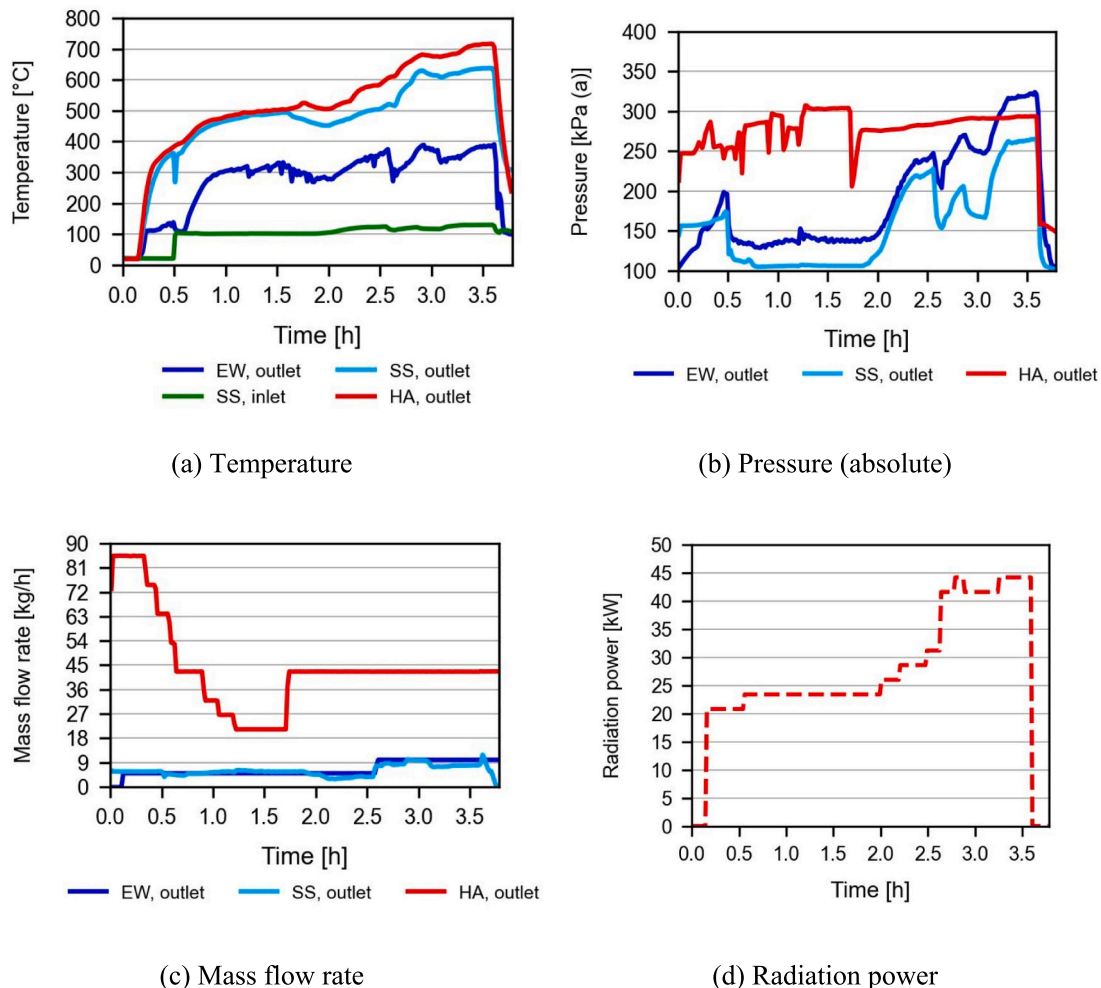 Temperature [°C]
800
700
600
500
400
300
200
100
0
0.0 0.5 1.0 1.5 2.0 2.5 3.0 3.5
Time [h]
EW, outlet SS, outlet
SS, inlet HA, outlet
(a) Temperature
Pressure [kPa (a)]
400
350
300
250
200
150
100
0.0 0.5 1.0 1.5 2.0 2.5 3.0 3.5
Time [h]
EW, outlet SS, outlet HA, outlet
(b) Pressure (absolute)
Mass flow rate [kg/h]
90
81
72
63
54
45
36
27
18
9
0
0.0 0.5 1.0 1.5 2.0 2.5 3.0 3.5
Time [h]
EW, outlet SS, outlet HA, outlet
(c) Mass flow rate
Radiation power [kW]
50
45
40
35
30
25
20
15
10
5
0
0.0 0.5 1.0 1.5 2.0 2.5 3.0 3.5
Time [h]
(d) Radiation power